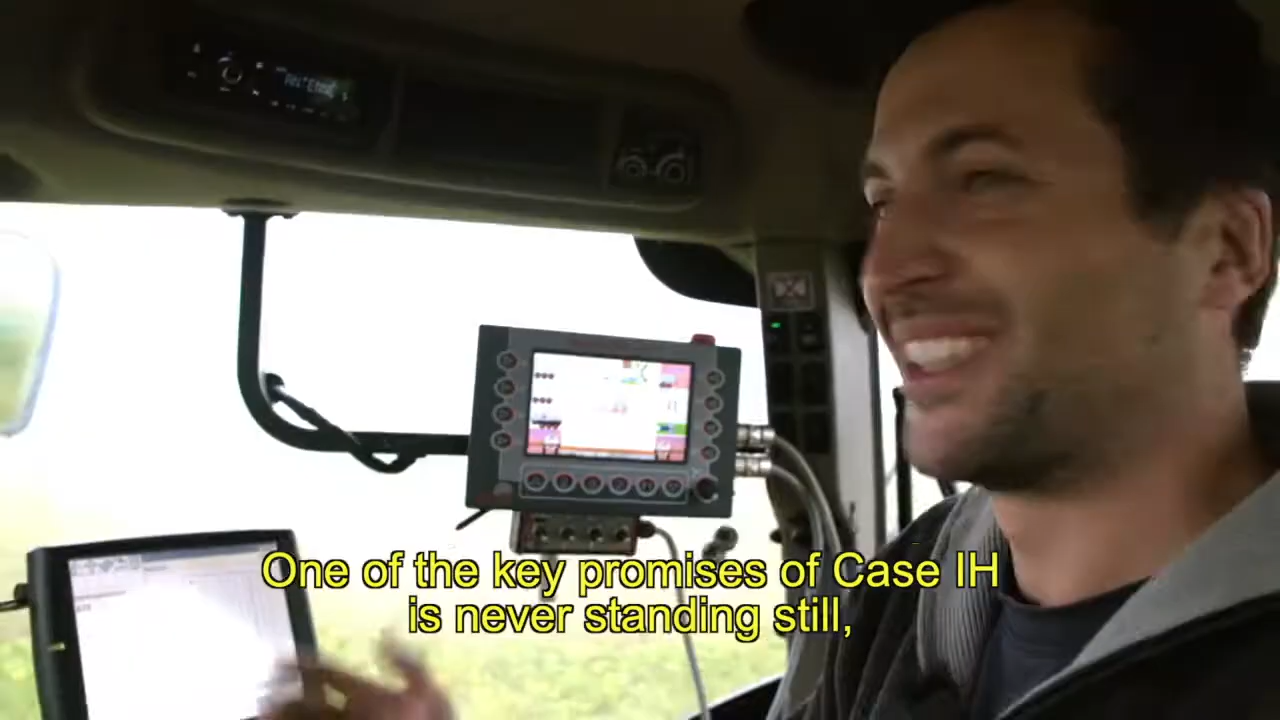 One of the key promises of Case IH
is never standing still,